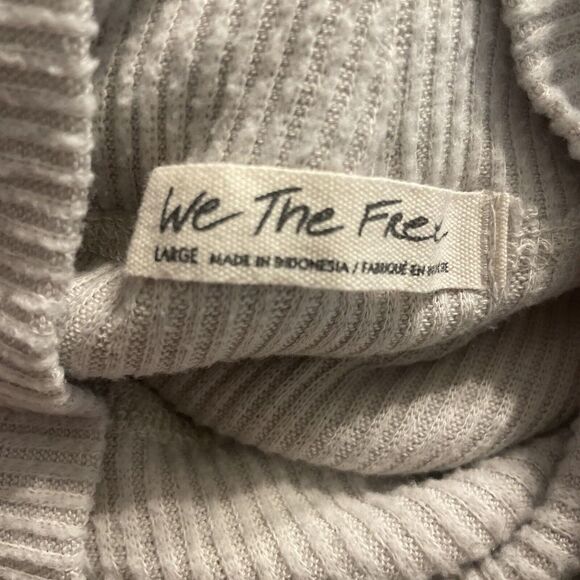 We The Free
LARGE MADE IN INDONESIA / FABRIQUÉ EN